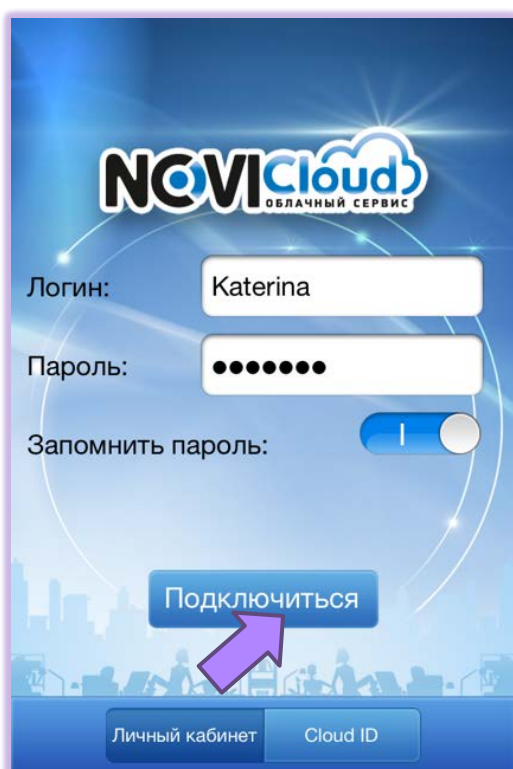 NOVICloud
ОБЛАЧНЫЙ СЕРВИС
Логин: Katerina
Пароль: ●●●●●●●
Запомнить пароль:
Подключиться
Личный кабинет Cloud ID